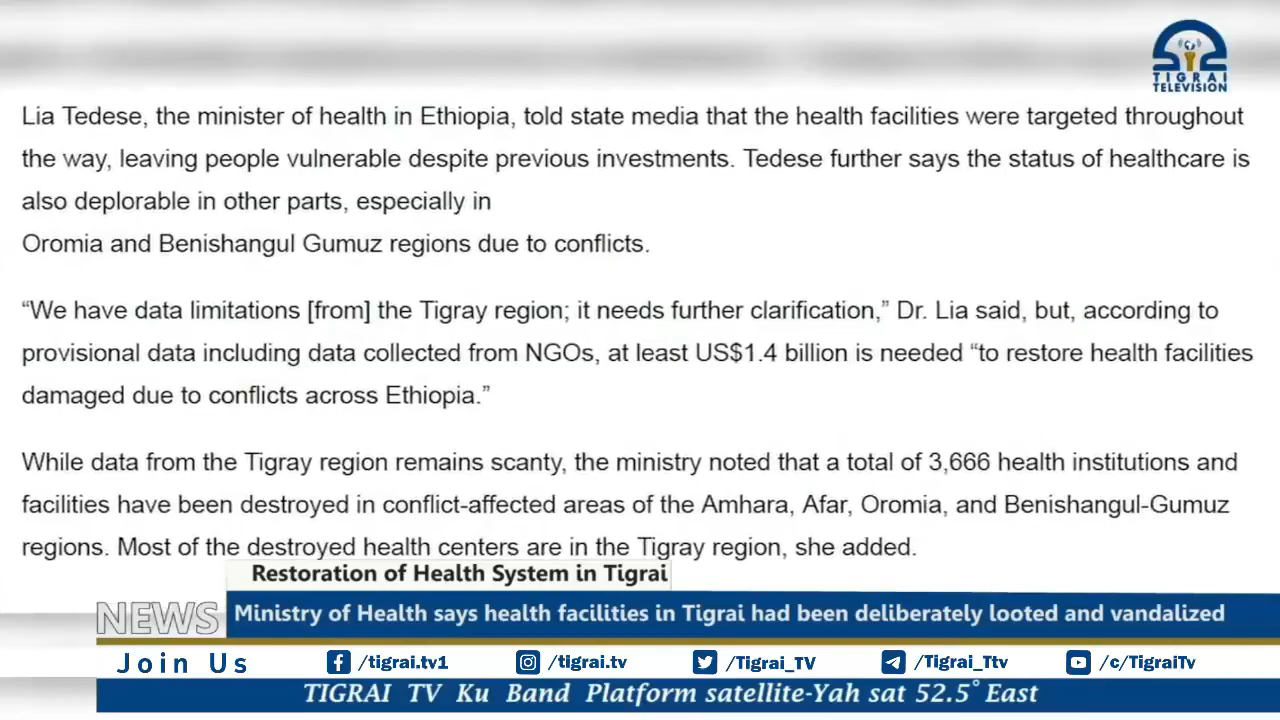 TIGRAI
TELEVISION
Lia Tedese, the minister of health in Ethiopia, told state media that the health facilities were targeted throughout
the way, leaving people vulnerable despite previous investments. Tedese further says the status of healthcare is
also deplorable in other parts, especially in
Oromia and Benishangul Gumuz regions due to conflicts.
“We have data limitations [from] the Tigray region; it needs further clarification,” Dr. Lia said, but, according to
provisional data including data collected from NGOs, at least US$1.4 billion is needed “to restore health facilities
damaged due to conflicts across Ethiopia.”
While data from the Tigray region remains scanty, the ministry noted that a total of 3,666 health institutions and
facilities have been destroyed in conflict-affected areas of the Amhara, Afar, Oromia, and Benishangul-Gumuz
regions. Most of the destroyed health centers are in the Tigray region, she added.
Restoration of Health System in Tigrai
NEWS Ministry of Health says health facilities in Tigrai had been deliberately looted and vandalized
Join Us /tigrai.tv1 /tigrai.tv /Tigrai_TV /Tigrai_Ttv /c/TigraiTv
TIGRAI TV Ku Band Platform satellite-Yah sat 52.5° East